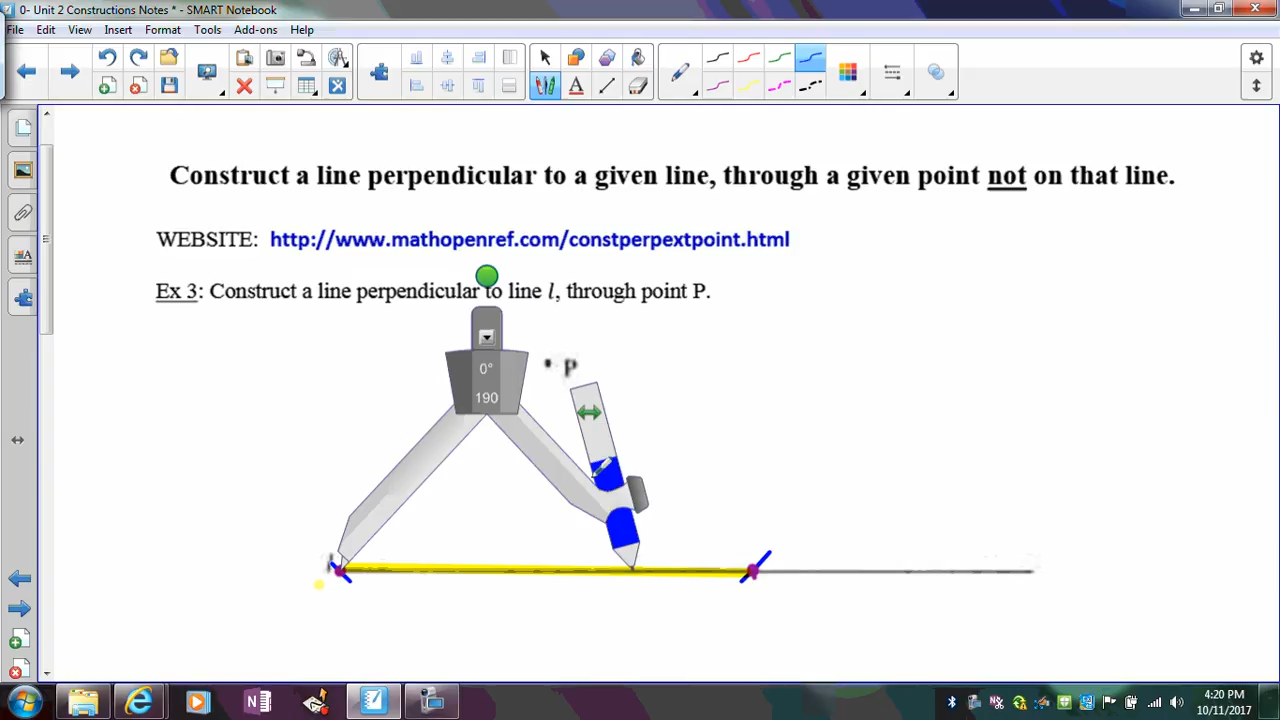 0- Unit 2 Constructions Notes * - SMART Notebook
File Edit View Insert Format Tools Add-ons Help
Construct a line perpendicular to a given line, through a given point not on that line.
WEBSITE: http://www.mathopenref.com/constperpextpoint.html
Ex 3: Construct a line perpendicular to line l, through point P.
P
0°
190
4:20 PM
10/11/2017